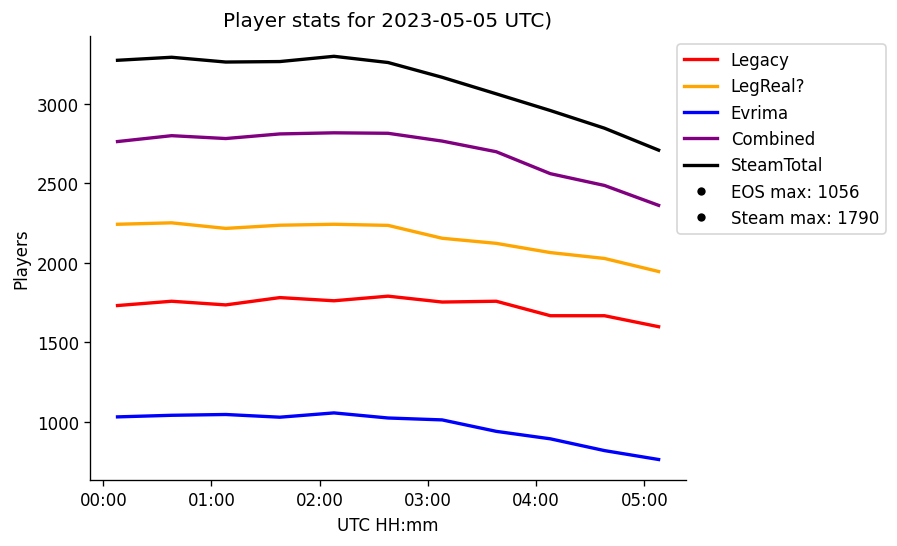 Player stats for 2023-05-05 UTC)
Legacy
LegReal?
Evrima
Combined
SteamTotal
EOS max: 1056
Steam max: 1790
Players
3000
2500
2000
1500
1000
00:00 01:00 02:00 03:00 04:00 05:00
UTC HH:mm